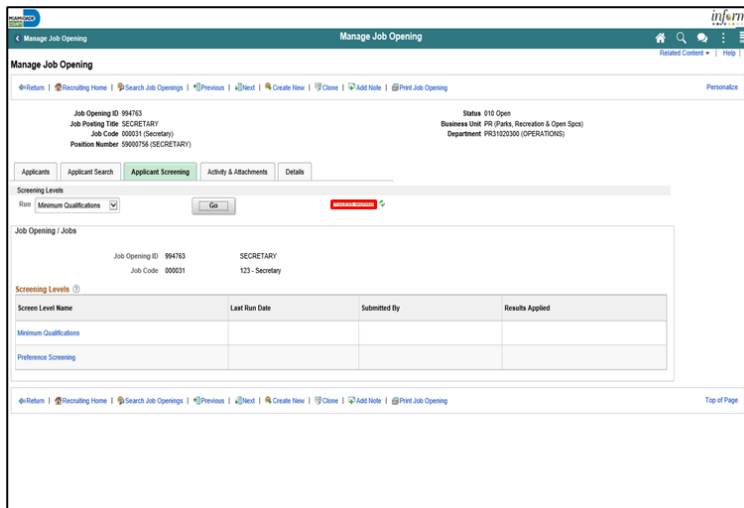 MIAMI-DADE
COUNTY
inform
Manage Job Opening
Manage Job Opening
Related Content | Help |
Manage Job Opening
Return | Recruiting Home | Search Job Openings | Previous | Next | Create New | Clone | Add Note | Print Job Opening
Personalize
Job Opening ID 994763
Status 010 Open
Job Posting Title SECRETARY
Business Unit PR (Parks, Recreation & Open Spcs)
Job Code 000031 (Secretary)
Department PR31020300 (OPERATIONS)
Position Number 59000756 (SECRETARY)
Applicants
Applicant Search
Applicant Screening
Activity & Attachments
Details
Screening Levels
Run Minimum Qualifications
Go
Process Monitor
Job Opening / Jobs
Job Opening ID 994763 SECRETARY
Job Code 000031 123 - Secretary
Screening Levels
Screen Level Name Last Run Date Submitted By Results Applied
Minimum Qualifications
Preference Screening
Return | Recruiting Home | Search Job Openings | Previous | Next | Create New | Clone | Add Note | Print Job Opening
Top of Page